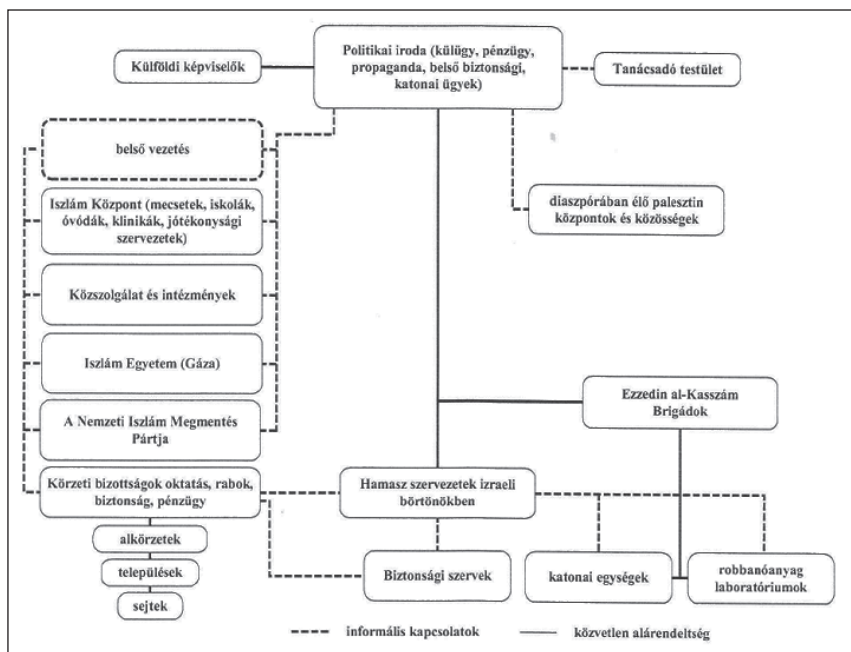 Politikai iroda (külügy, pénzügy,
propaganda, belső biztonsági,
katonai ügyek)
Külföldi képviselők
Tanácsadó testület
belső vezetés
Iszlám Központ (mecsetek, iskolák,
óvódák, klinikák, jótékonysági
szervezetek)
diaszpórában élő palesztin
központok és közösségek
Közszolgálat és intézmények
Iszlám Egyetem (Gáza)
Ezzedin al-Kasszám
Brigádok
A Nemzeti Iszlám Megmentés
Pártja
Körzeti bizottságok oktatás, rabok,
biztonság, pénzügy
Hamasz szervezetek izraeli
börtönökben
alkörzetek
települések
sejtek
Biztonsági szervek
katonai egységek
robbanóanyag
laboratóriumok
informális kapcsolatok
közvetlen alárendeltség